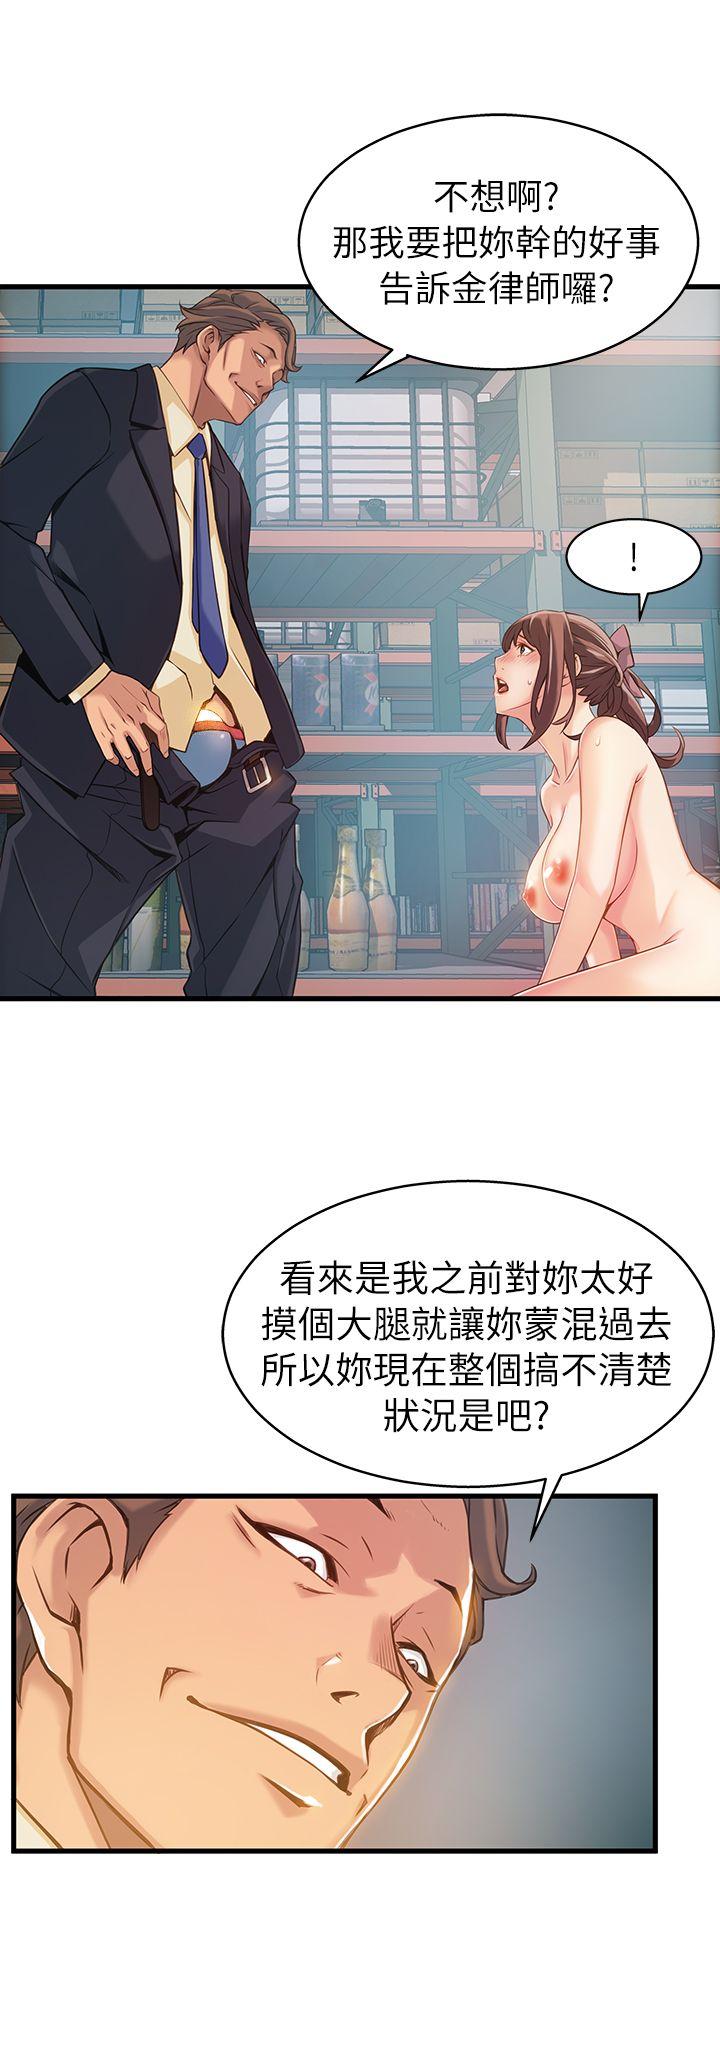 不想啊?
那我要把妳幹的好事
告訴金律師囉?
!
看來是我之前對妳太好
摸個大腿就讓妳蒙混過去
所以妳現在整個搞不清楚
狀況是吧?